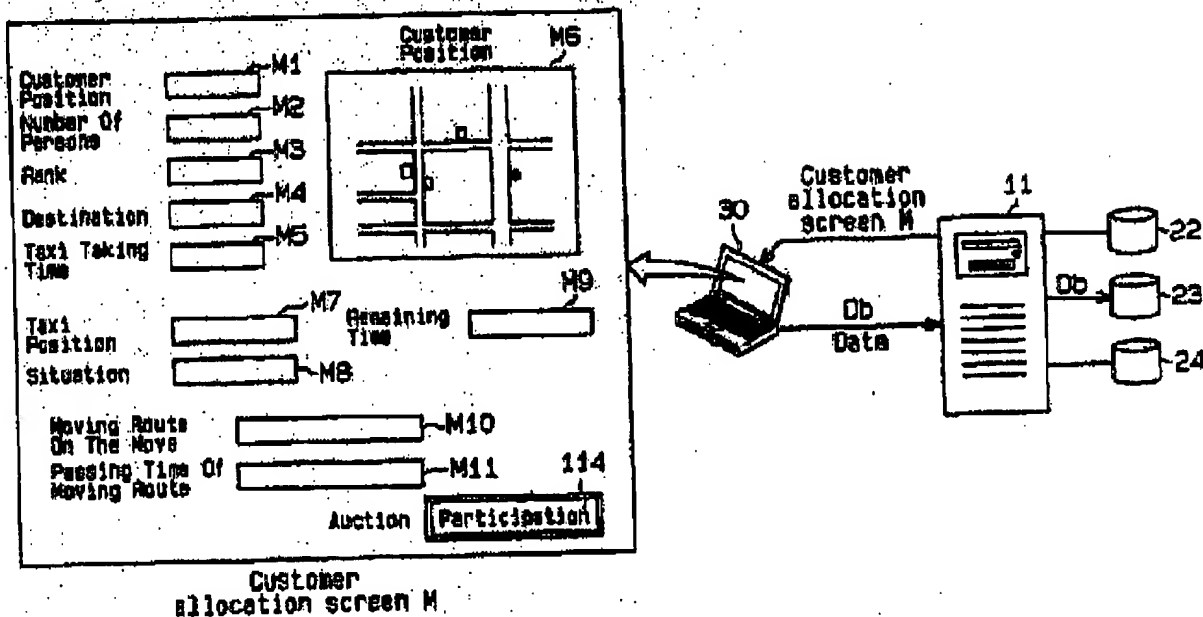 Customer
Position
M1
Number Of
Persons
M2
Rank
M3
Destination
M4
Taxi Taking
Time
M5
Customer
Position
M6
Taxi
Position
M7
Situation
M8
Remaining
Time
M9
Moving Route
On The Move
M10
Passing Time Of
Moving Route
M11
Auction
Participation
114
Customer
allocation screen M
30
Customer
allocation
screen M
Db
Data
11
22
Db
23
24